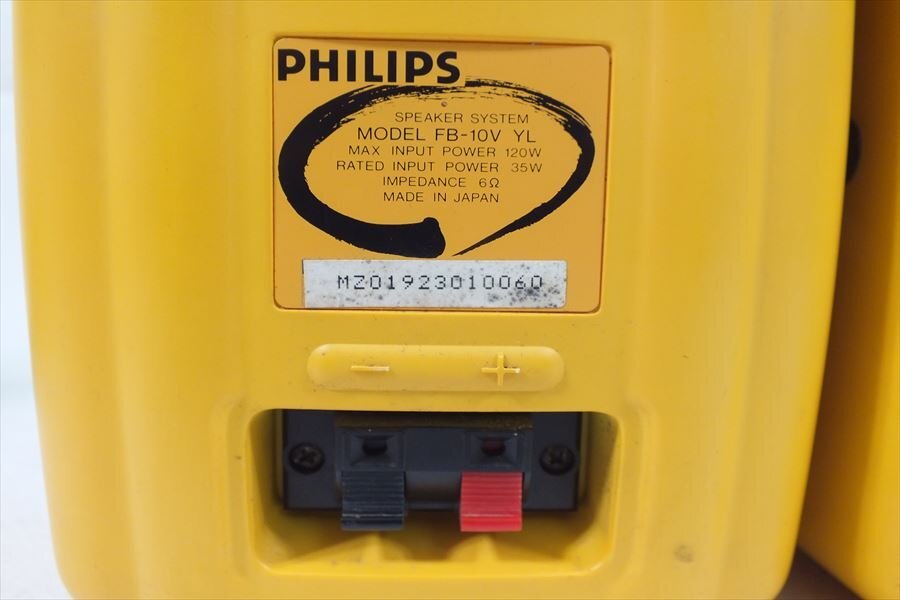 PHILIPS
SPEAKER SYSTEM
MODEL FB-10V YL
MAX INPUT POWER 120W
RATED INPUT POWER 35W
IMPEDANCE 6Ω
MADE IN JAPAN
MZ01923010060
− +